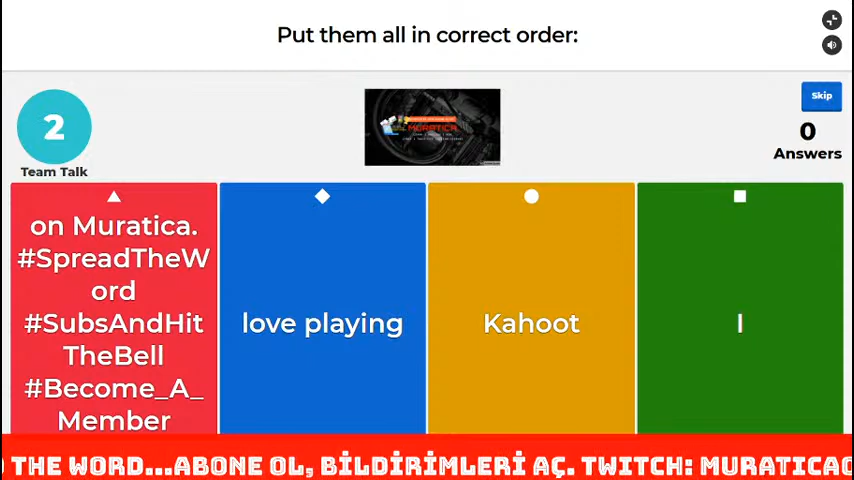 Put them all in correct order:
Skip
2
0
Answers
Team Talk
MURATICA
on Muratica.
#SpreadTheW
ord
#SubsAndHit
TheBell
#Become_A_
Member
love playing
Kahoot
I
THE WORD...ABONE OL, BİLDİRİMLERİ AÇ. TWITCH: MURATICAO